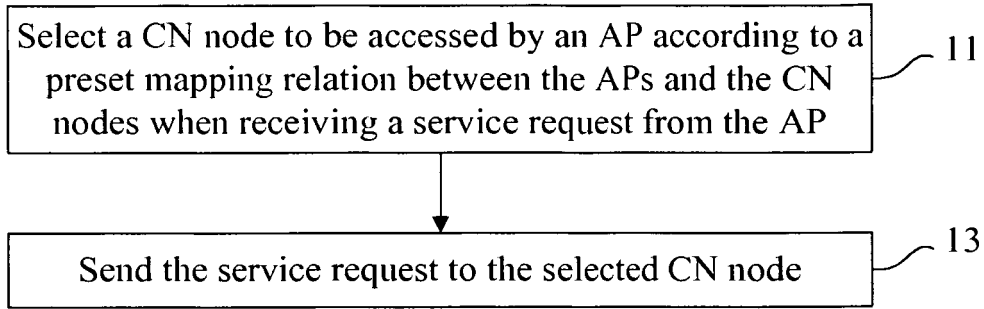 Select a CN node to be accessed by an AP according to a
preset mapping relation between the APs and the CN
nodes when receiving a service request from the AP
11
Send the service request to the selected CN node
13